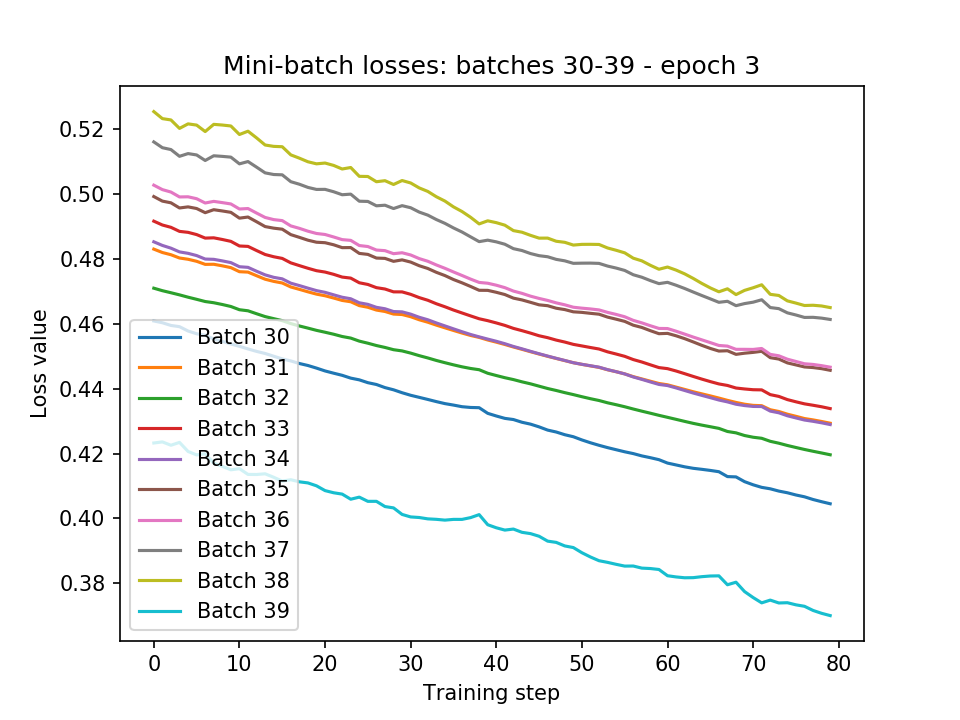 Mini-batch losses: batches 30-39 - epoch 3
Loss value
0.52
0.50
0.48
0.46
0.44
0.42
0.40
0.38
Batch 30
Batch 31
Batch 32
Batch 33
Batch 34
Batch 35
Batch 36
Batch 37
Batch 38
Batch 39
0 10 20 30 40 50 60 70 80
Training step